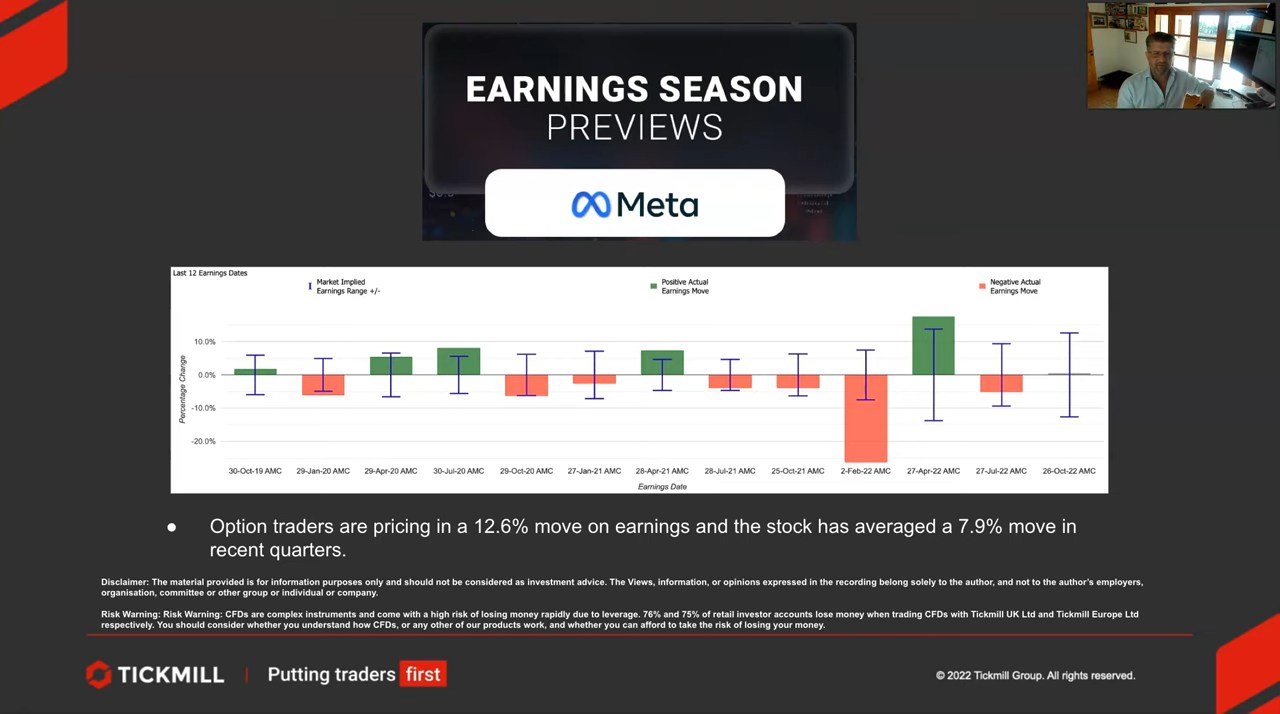 EARNINGS SEASON
PREVIEWS
Meta
Last 12 Earnings Dates
Market Implied
Earnings Range +/-
Positive Actual
Earnings Move
Negative Actual
Earnings Move
Percentage Change
10.0%
0.0%
-10.0%
-20.0%
30-Oct-19 AMC 29-Jan-20 AMC 29-Apr-20 AMC 30-Jul-20 AMC 29-Oct-20 AMC 27-Jan-21 AMC 28-Apr-21 AMC 28-Jul-21 AMC 25-Oct-21 AMC 2-Feb-22 AMC 27-Apr-22 AMC 27-Jul-22 AMC 26-Oct-22 AMC
Earnings Date
● Option traders are pricing in a 12.6% move on earnings and the stock has averaged a 7.9% move in
recent quarters.
Disclaimer: The material provided is for information purposes only and should not be considered as investment advice. The Views, information, or opinions expressed in the recording belong solely to the author, and not to the author's employers,
organisation, committee or other group or individual or company.
Risk Warning: Risk Warning: CFDs are complex instruments and come with a high risk of losing money rapidly due to leverage. 76% and 75% of retail investor accounts lose money when trading CFDs with Tickmill UK Ltd and Tickmill Europe Ltd
respectively. You should consider whether you understand how CFDs, or any other of our products work, and whether you can afford to take the risk of losing your money.
TICKMILL | Putting traders first
© 2022 Tickmill Group. All rights reserved.